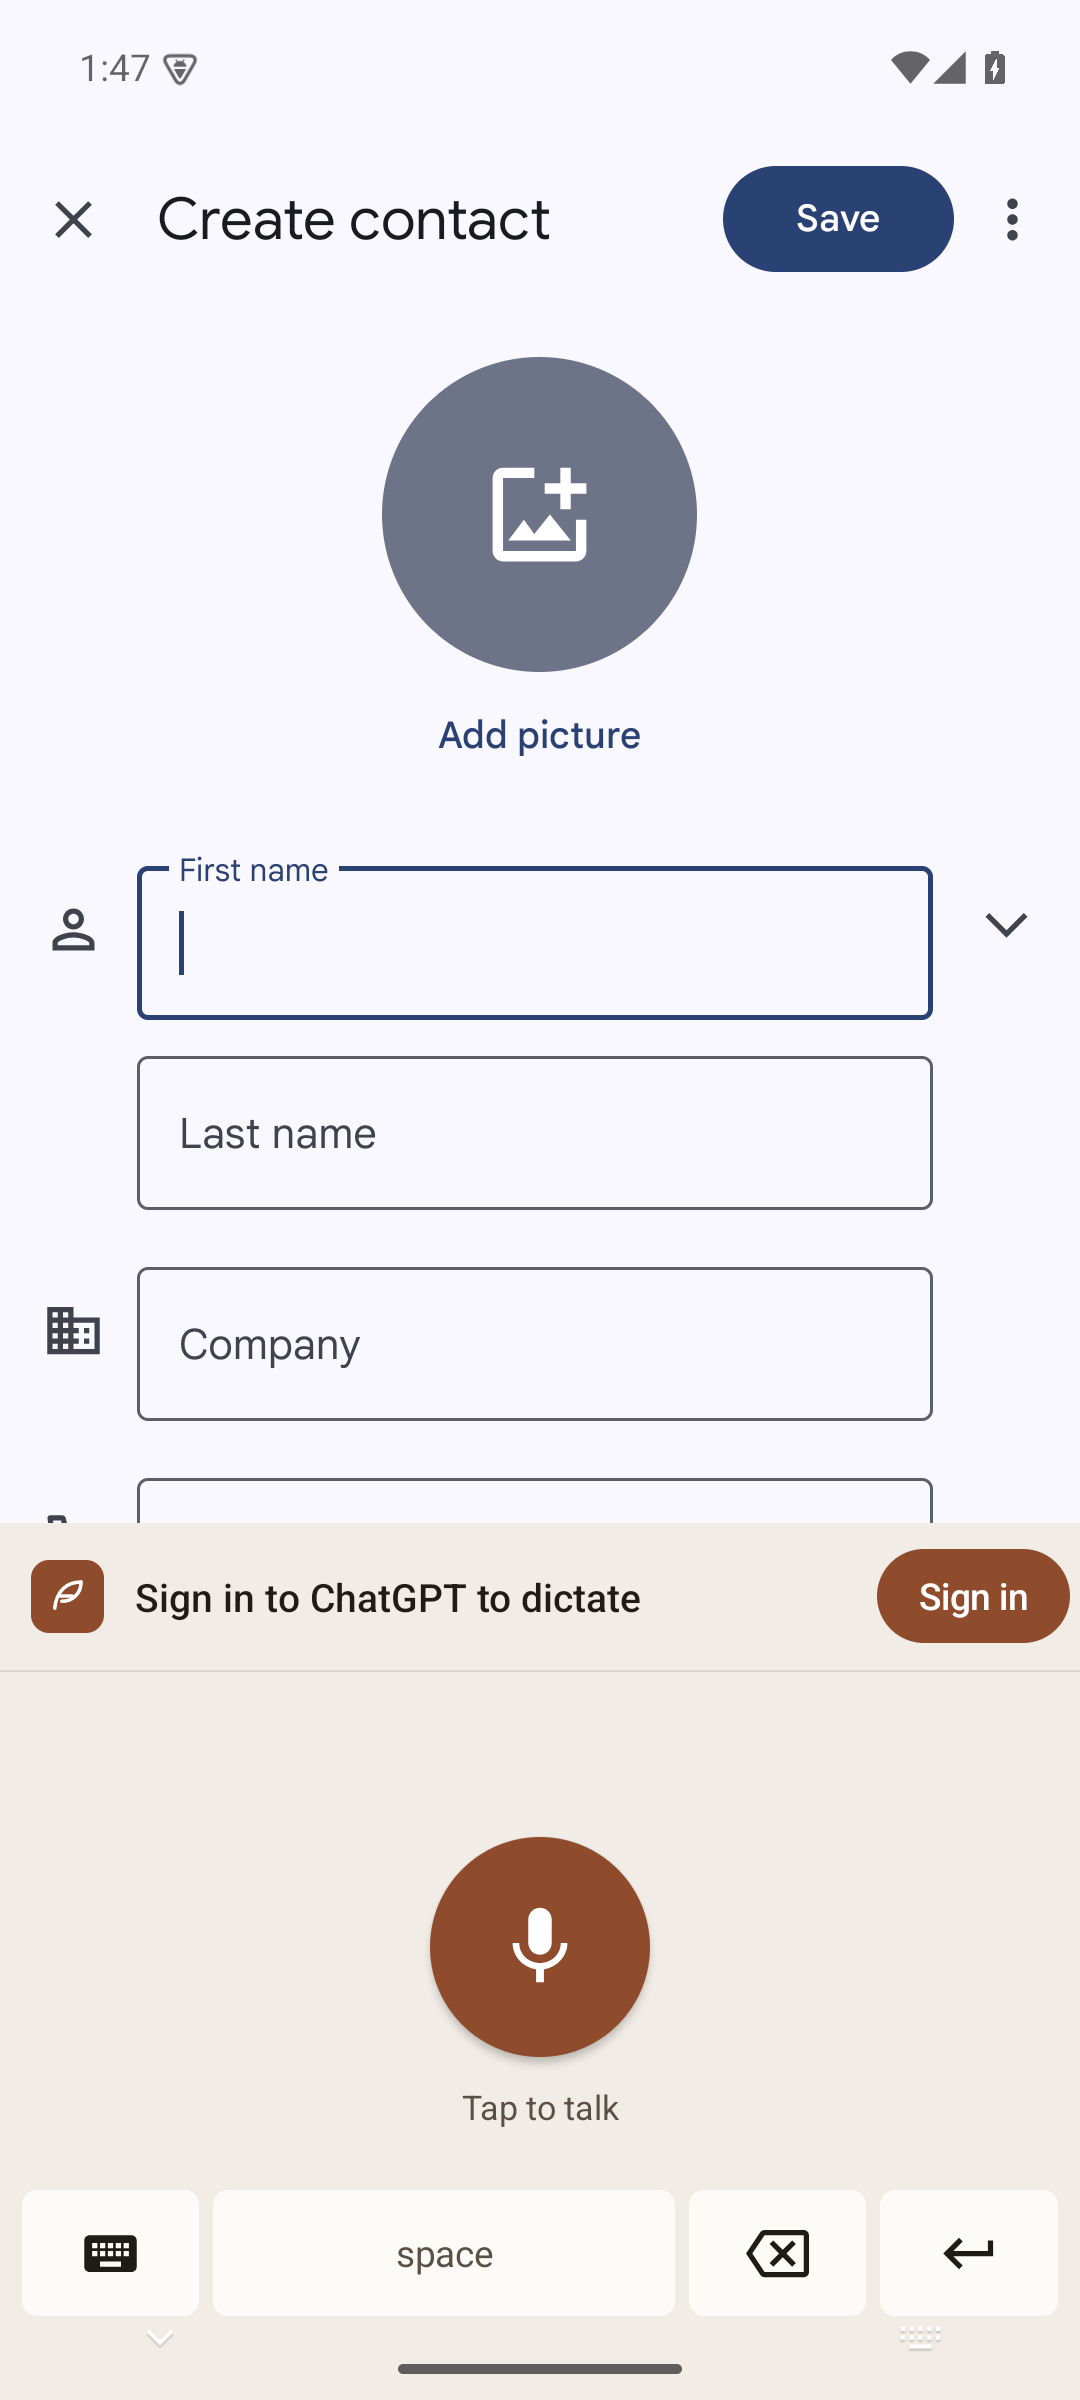 1:47
Create contact
Save
Add picture
First name
Last name
Company
Sign in to ChatGPT to dictate
Sign in
Tap to talk
space